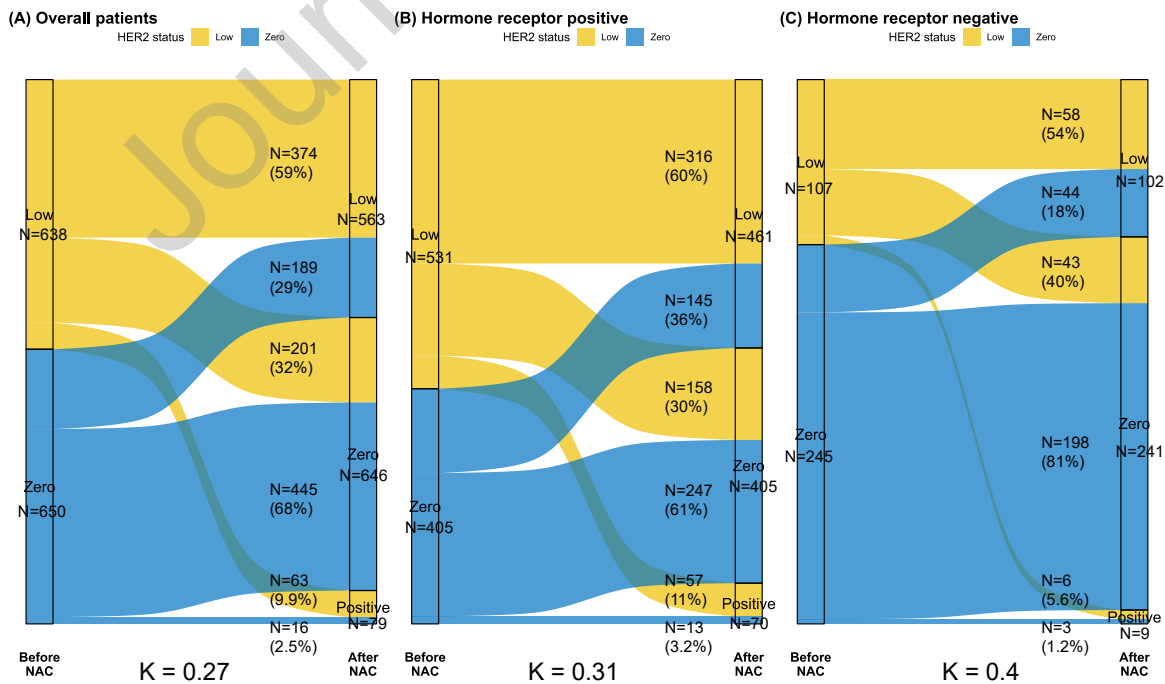 (A) Overall patients
HER2 status Low Zero
Low
N=638
Zero
N=650
N=374
(59%)
N=189
(29%)
N=201
(32%)
N=445
(68%)
N=63
(9.9%)
N=16
(2.5%)
Low
N=563
Zero
N=646
Positive
N=79
Before
NAC
K = 0.27
After
NAC
(B) Hormone receptor positive
HER2 status Low Zero
Low
N=531
Zero
N=405
N=316
(60%)
N=145
(36%)
N=158
(30%)
N=247
(61%)
N=57
(11%)
N=13
(3.2%)
Low
N=461
Zero
N=405
Positive
N=70
Before
NAC
K = 0.31
After
NAC
(C) Hormone receptor negative
HER2 status Low Zero
Low
N=107
Zero
N=245
N=58
(54%)
N=44
(18%)
N=43
(40%)
N=198
(81%)
N=6
(5.6%)
N=3
(1.2%)
Low
N=102
Zero
N=241
Positive
N=9
Before
NAC
K = 0.4
After
NAC
Journ